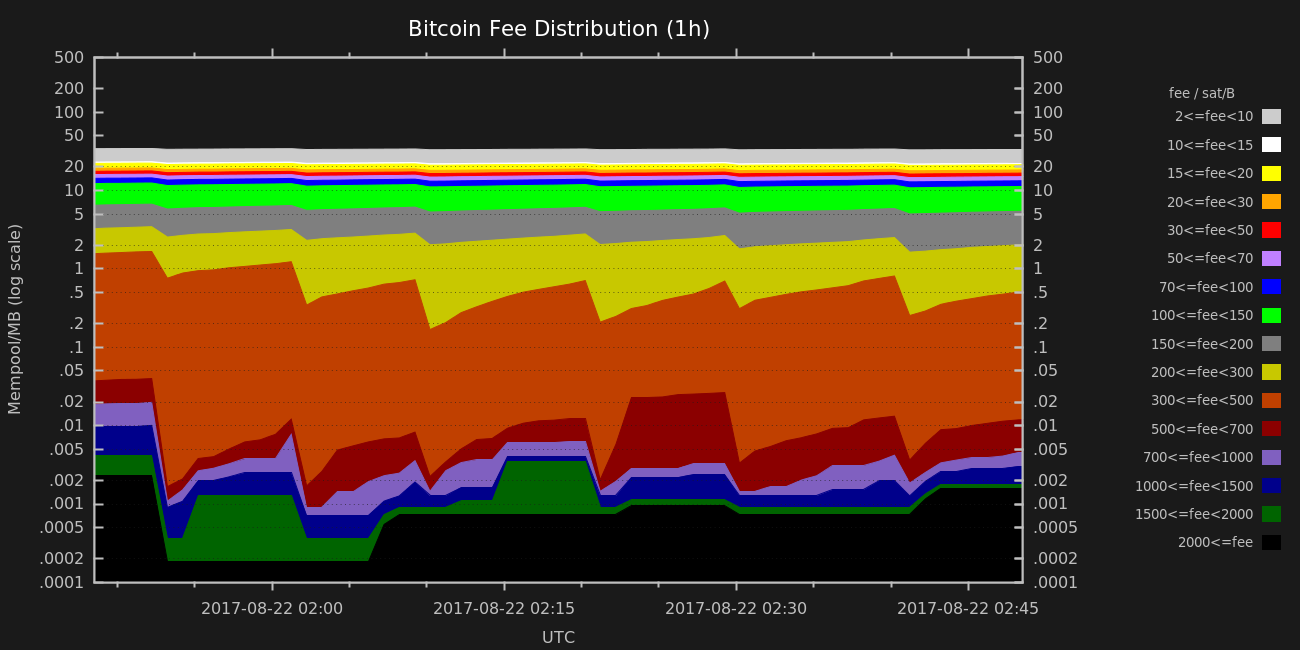 Bitcoin Fee Distribution (1h)
500 500
200 200
100 100
50 50
20 20
10 10
5 5
2 2
1 1
.5 .5
.2 .2
.1 .1
.05 .05
.02 .02
.01 .01
.005 .005
.002 .002
.001 .001
.0005 .0005
.0002 .0002
.0001 .0001
Mempool/MB (log scale)
2017-08-22 02:00 2017-08-22 02:15 2017-08-22 02:30 2017-08-22 02:45
UTC
fee / sat/B
2<=fee<10
10<=fee<15
15<=fee<20
20<=fee<30
30<=fee<50
50<=fee<70
70<=fee<100
100<=fee<150
150<=fee<200
200<=fee<300
300<=fee<500
500<=fee<700
700<=fee<1000
1000<=fee<1500
1500<=fee<2000
2000<=fee